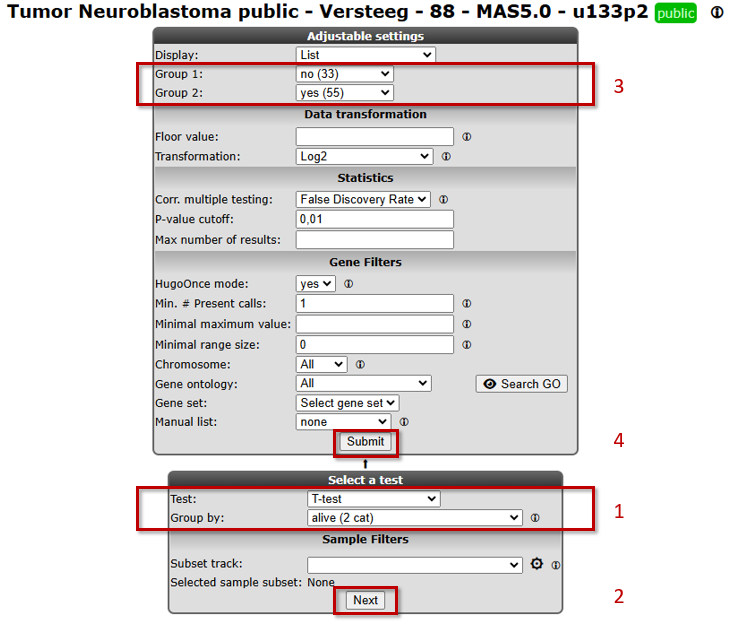 Tumor Neuroblastoma public - Versteeg - 88 - MAS5.0 - u133p2 public
Adjustable settings
Display: List
Group 1: no (33)
Group 2: yes (55)
3
Data transformation
Floor value:
Transformation: Log2
Statistics
Corr. multiple testing: False Discovery Rate
P-value cutoff: 0,01
Max number of results:
Gene Filters
HugoOnce mode: yes
Min. # Present calls: 1
Minimal maximum value:
Minimal range size: 0
Chromosome: All
Gene ontology: All Search GO
Gene set: Select gene set
Manual list: none
Submit 4
Select a test
Test: T-test
Group by: alive (2 cat)
1
Sample Filters
Subset track:
Selected sample subset: None
Next 2